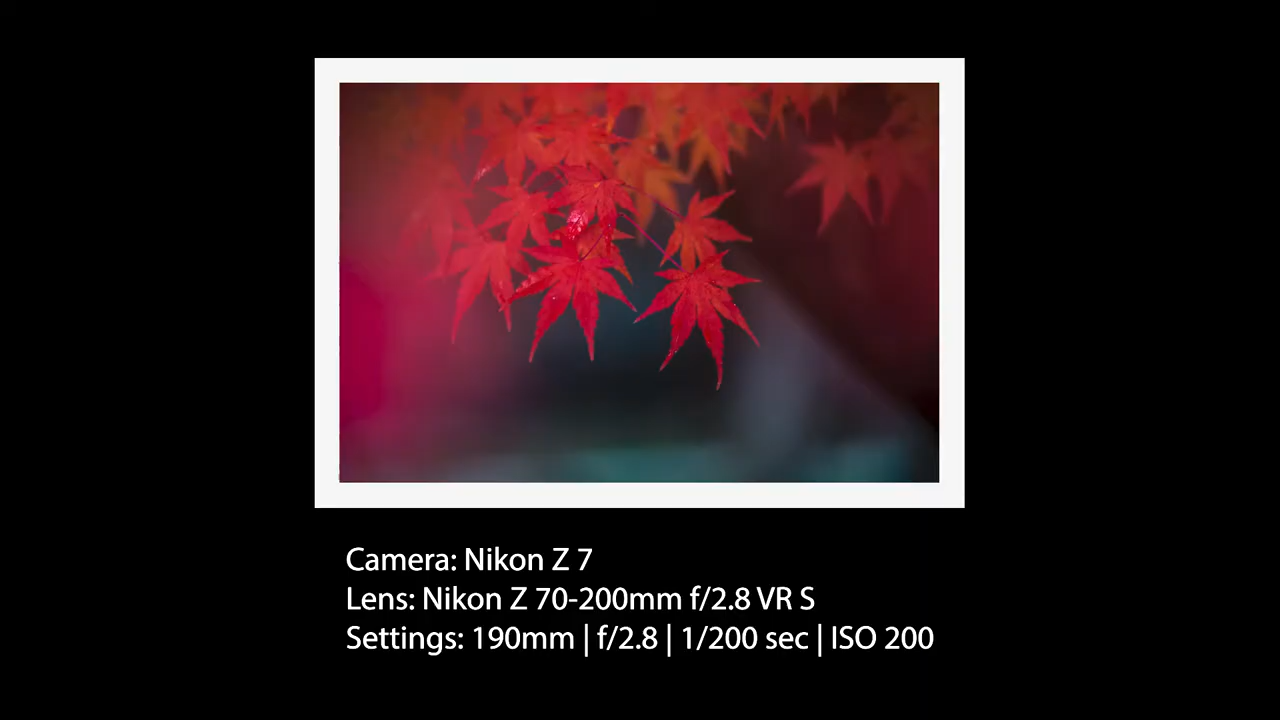 Camera: Nikon Z 7
Lens: Nikon Z 70-200mm f/2.8 VR S
Settings: 190mm | f/2.8 | 1/200 sec | ISO 200